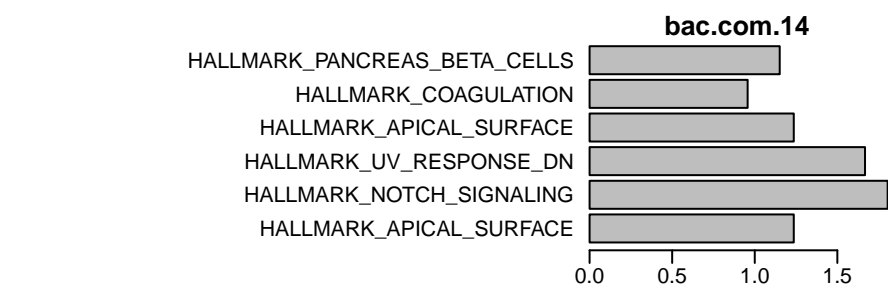 bac.com.14
HALLMARK_PANCREAS_BETA_CELLS
HALLMARK_COAGULATION
HALLMARK_APICAL_SURFACE
HALLMARK_UV_RESPONSE_DN
HALLMARK_NOTCH_SIGNALING
HALLMARK_APICAL_SURFACE
0.0 0.5 1.0 1.5